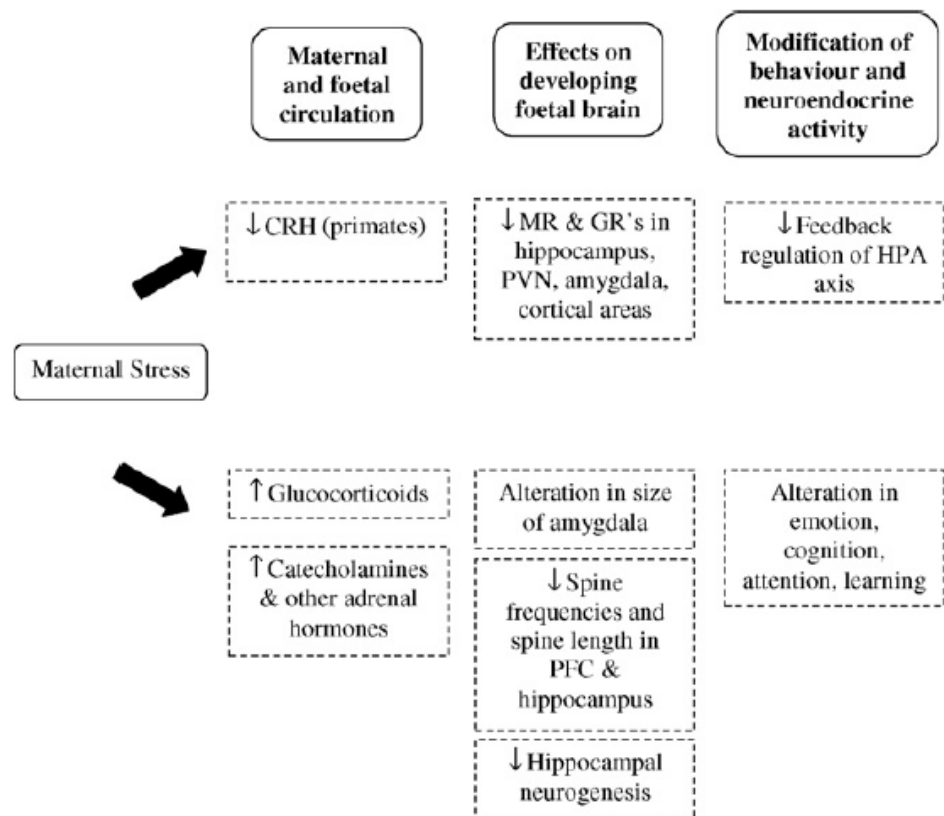 Maternal
and foetal
circulation
Effects on
developing
foetal brain
Modification of
behaviour and
neuroendocrine
activity
↓CRH (primates)
↓MR & GR's in
hippocampus,
PVN, amygdala,
cortical areas
↓Feedback
regulation of HPA
axis
Maternal Stress
↑Glucocorticoids
↑Catecholamines
& other adrenal
hormones
Alteration in size
of amygdala
↓Spine
frequencies and
spine length in
PFC &
hippocampus
↓Hippocampal
neurogenesis
Alteration in
emotion,
cognition,
attention, learning